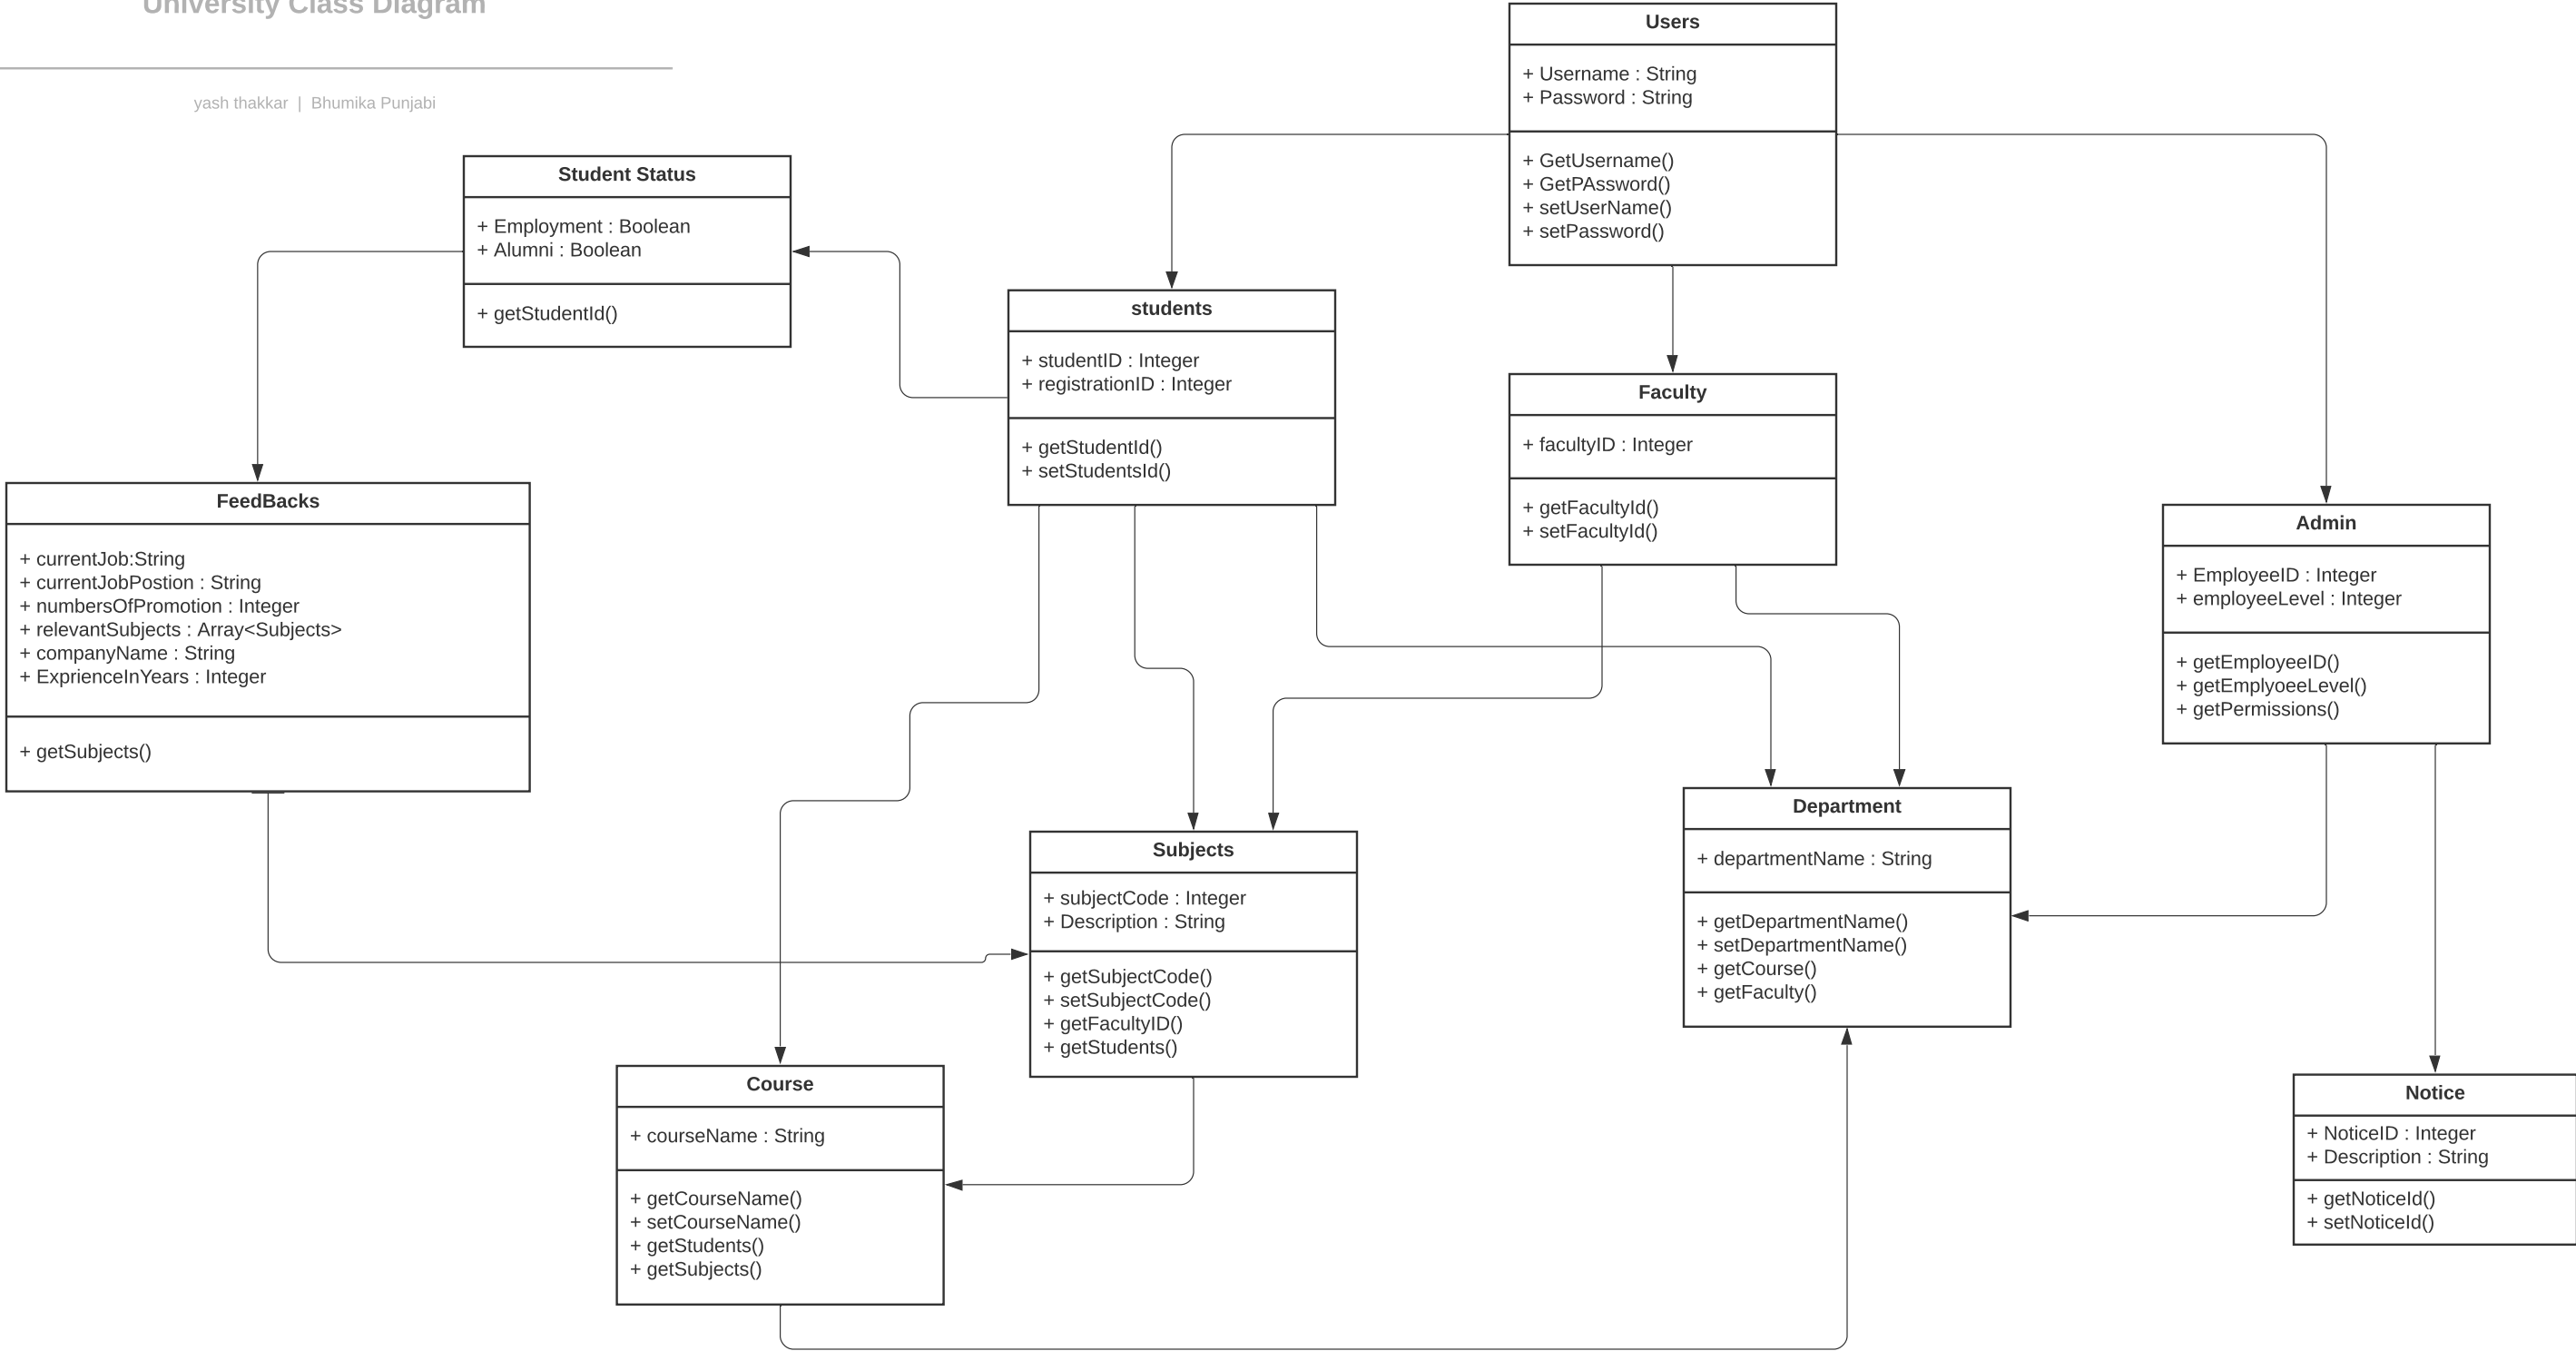 University Class Diagram
yash thakkar | Bhumika Punjabi
Users
+ Username : String
+ Password : String
+ GetUsername()
+ GetPAssword()
+ setUserName()
+ setPassword()
Student Status
+ Employment : Boolean
+ Alumni : Boolean
+ getStudentId()
students
+ studentID : Integer
+ registrationID : Integer
+ getStudentId()
+ setStudentsId()
Faculty
+ facultyID : Integer
+ getFacultyId()
+ setFacultyId()
FeedBacks
+ currentJob:String
+ currentJobPostion : String
+ numbersOfPromotion : Integer
+ relevantSubjects : Array<Subjects>
+ companyName : String
+ ExprienceInYears : Integer
+ getSubjects()
Admin
+ EmployeeID : Integer
+ employeeLevel : Integer
+ getEmployeeID()
+ getEmplyoeeLevel()
+ getPermissions()
Department
+ departmentName : String
+ getDepartmentName()
+ setDepartmentName()
+ getCourse()
+ getFaculty()
Subjects
+ subjectCode : Integer
+ Description : String
+ getSubjectCode()
+ setSubjectCode()
+ getFacultyID()
+ getStudents()
Course
+ courseName : String
+ getCourseName()
+ setCourseName()
+ getStudents()
+ getSubjects()
Notice
+ NoticeID : Integer
+ Description : String
+ getNoticeId()
+ setNoticeId()